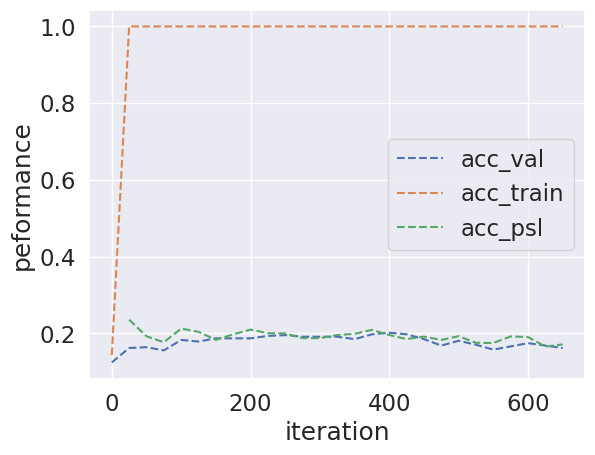 1.0
0.8
0.6
0.4
0.2
peformance
acc_val
acc_train
acc_psl
0 200 400 600
iteration